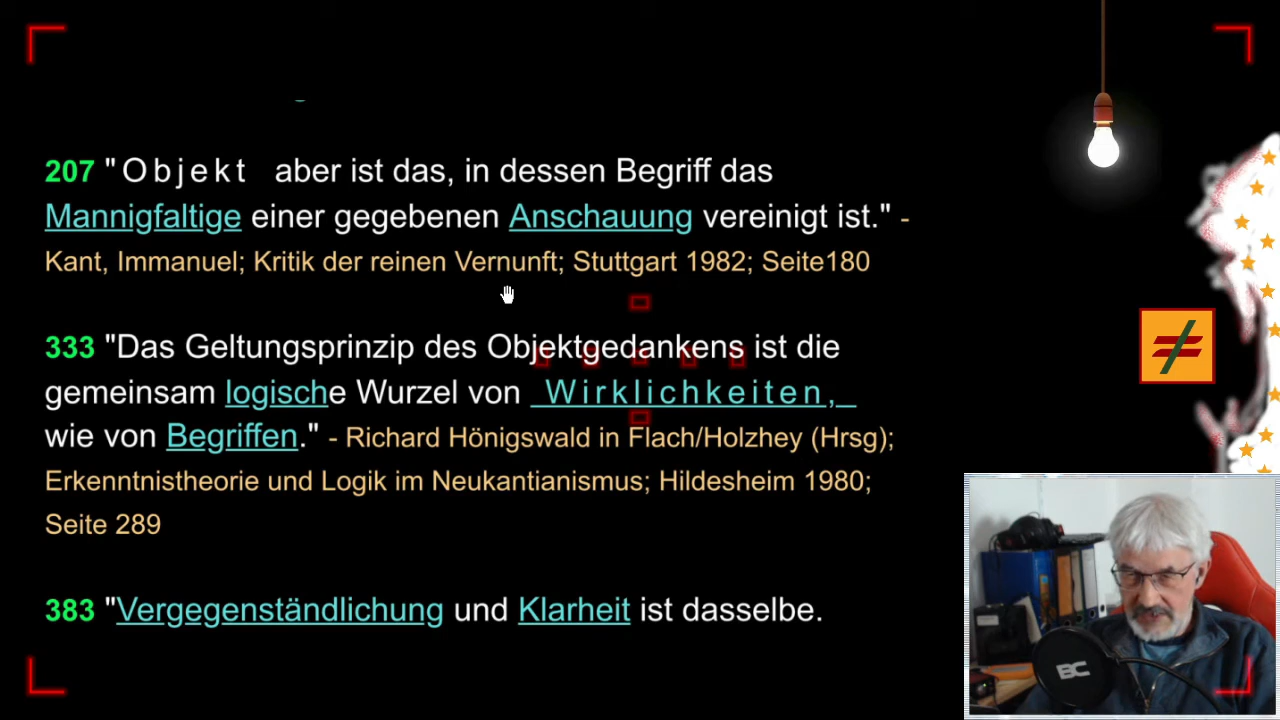 207 "Objekt aber ist das, in dessen Begriff das
Mannigfaltige einer gegebenen Anschauung vereinigt ist." -
Kant, Immanuel; Kritik der reinen Vernunft; Stuttgart 1982; Seite180
333 "Das Geltungsprinzip des Objektgedankens ist die
gemeinsam logische Wurzel von Wirklichkeiten,
wie von Begriffen." - Richard Hönigswald in Flach/Holzhey (Hrsg);
Erkenntnistheorie und Logik im Neukantianismus; Hildesheim 1980;
Seite 289
≠
383 "Vergegenständlichung und Klarheit ist dasselbe.
BC